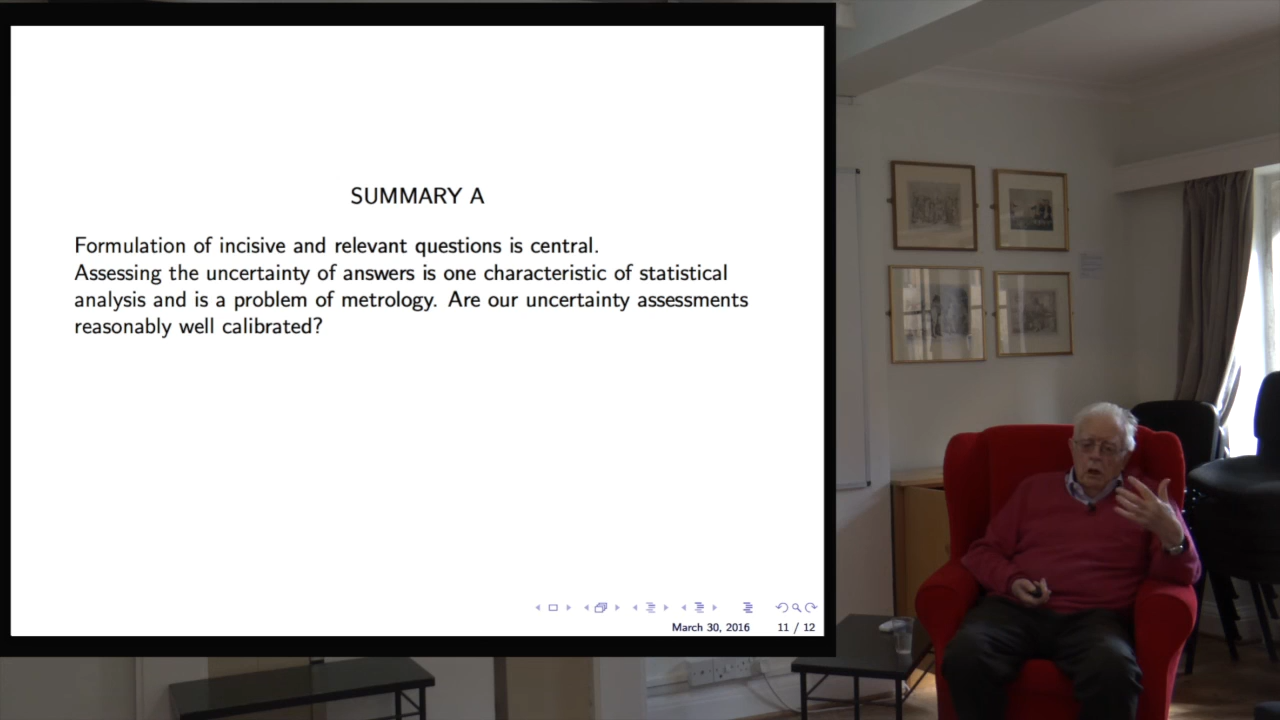 SUMMARY A
Formulation of incisive and relevant questions is central.
Assessing the uncertainty of answers is one characteristic of statistical
analysis and is a problem of metrology. Are our uncertainty assessments
reasonably well calibrated?
March 30, 2016 11 / 12